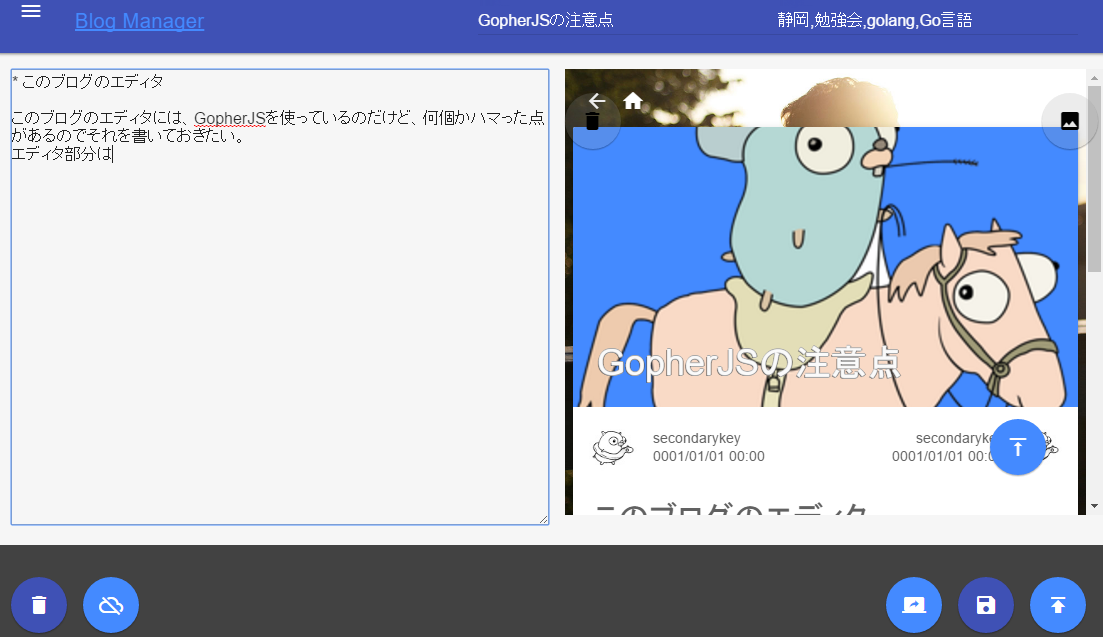 Blog Manager
GopherJSの注意点
静岡,勉強会,golang,Go言語
* このブログのエディタ
このブログのエディタには、GopherJSを使っているのだけど、何個かハマった点
があるのでそれを書いておきたい。
エディタ部分は
GopherJSの注意点
secondarykey
0001/01/01 00:00
secondaryke
0001/01/01 00:0
このブログのエディタ